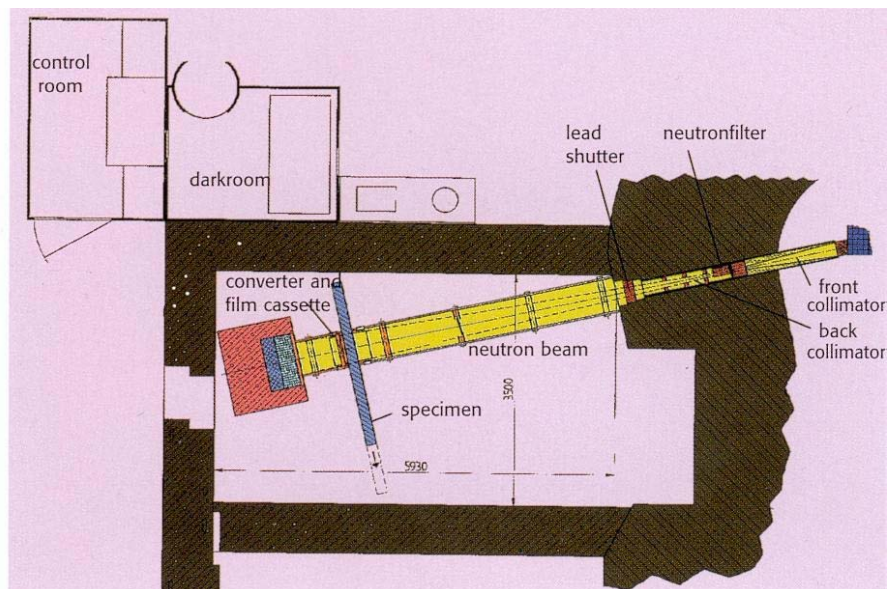 control
room
darkroom
lead
shutter
neutronfilter
converter and
film cassette
front
collimator
back
collimator
neutron beam
specimen
3500
5930